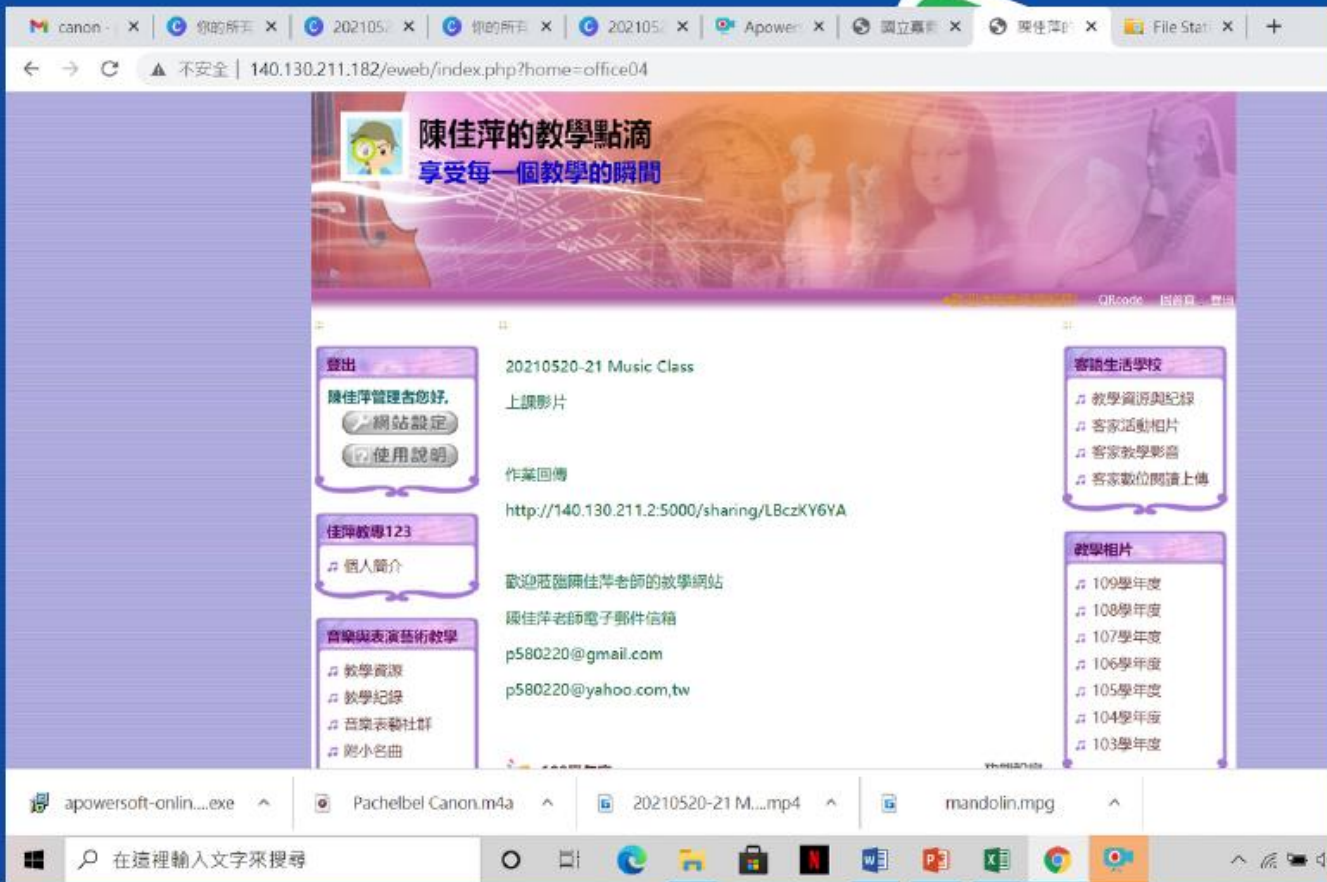 canon -
你的所有
202105
你的所有
202105
Apower
國立嘉
陳佳萍的
File Stati
不安全 | 140.130.211.182/eweb/index.php?home=office04
陳佳萍的教學點滴
享受每一個教學的瞬間
QRcode 回首頁 登出
登出
陳佳萍管理者您好,
網站設定
使用說明
佳萍教專123
個人簡介
音樂與表演藝術教學
教學資源
教學紀錄
音樂表藝社群
附小名曲
20210520-21 Music Class
上課影片
作業回傳
http://140.130.211.2:5000/sharing/LBczKY6YA
歡迎蒞臨陳佳萍老師的教學網站
陳佳萍老師電子郵件信箱
p580220@gmail.com
p580220@yahoo.com,tw
客語生活學校
教學資源與紀錄
客家活動相片
客家教學影音
客家數位閱讀上傳
教學相片
109學年度
108學年度
107學年度
106學年度
105學年度
104學年度
103學年度
apowersoft-onlin....exe
Pachelbel Canon.m4a
20210520-21 M....mp4
mandolin.mpg
在這裡輸入文字來搜尋